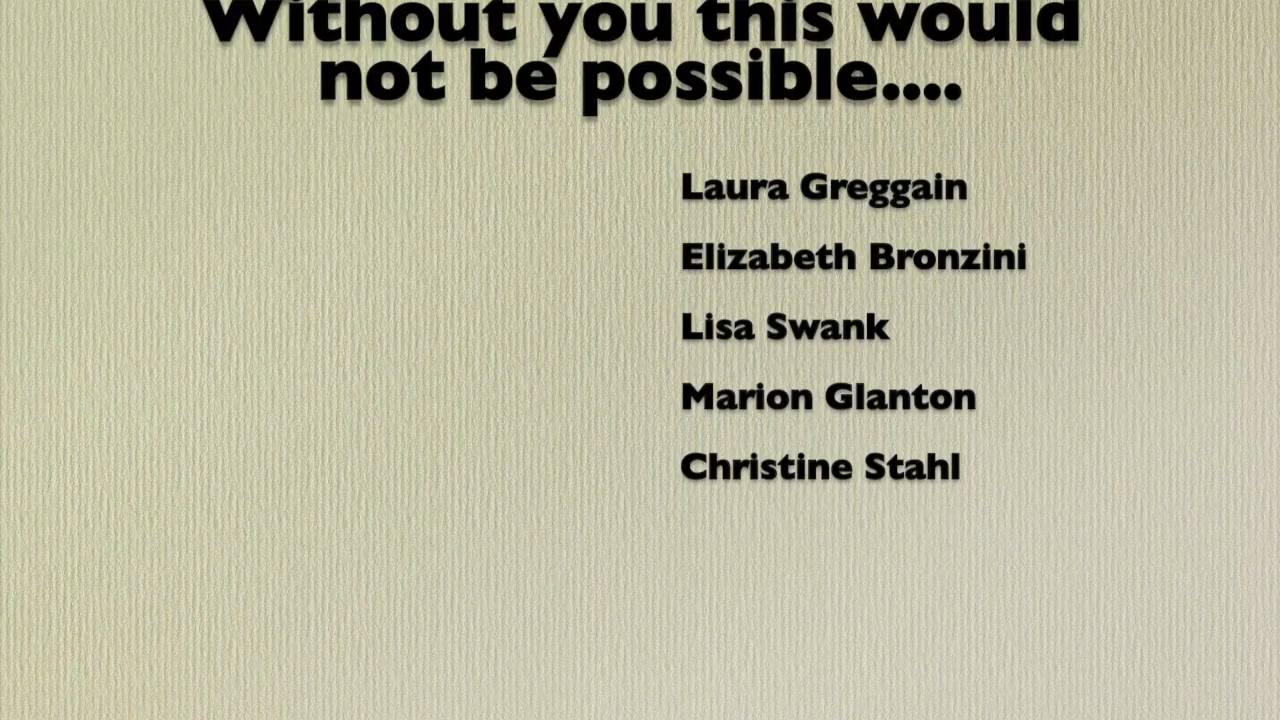 Without you this would
not be possible....
Laura Greggain
Elizabeth Bronzini
Lisa Swank
Marion Glanton
Christine Stahl